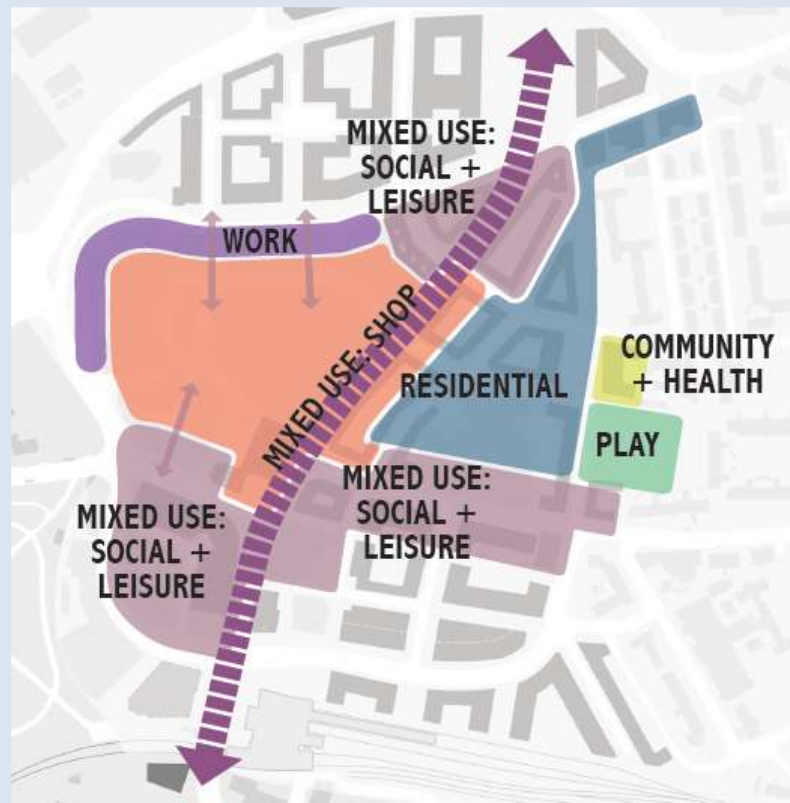 MIXED USE:
SOCIAL +
LEISURE
WORK
MIXED USE: SHOP
COMMUNITY
+ HEALTH
RESIDENTIAL
PLAY
MIXED USE:
SOCIAL +
LEISURE
MIXED USE:
SOCIAL +
LEISURE